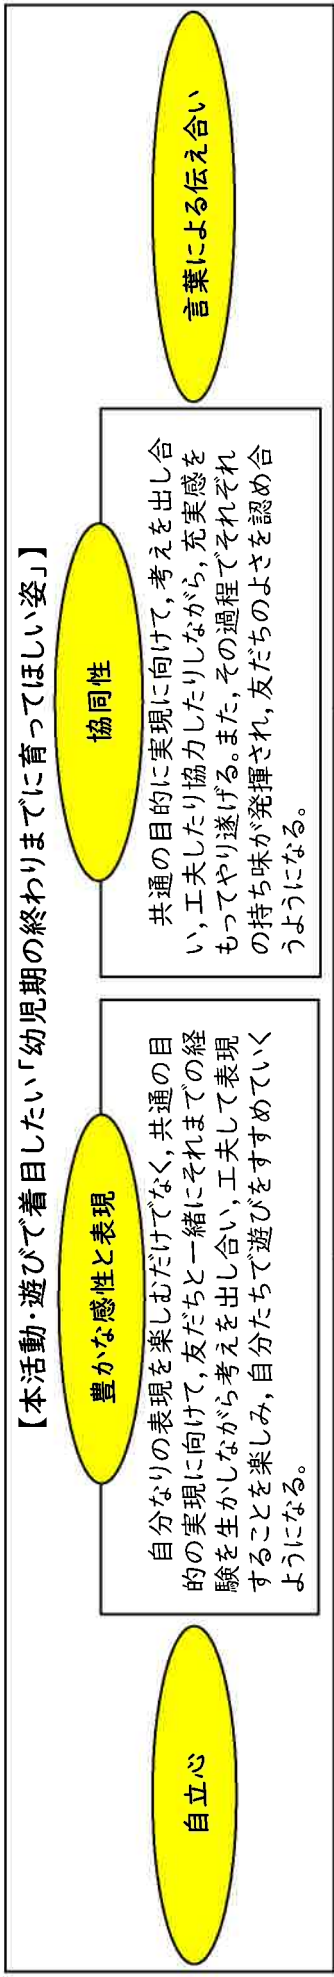 【本活動・遊びで着目したい「幼児期の終わりまでに育ってほしい姿」】
自立心
豊かな感性と表現
自分なりの表現を楽しむだけでなく，共通の目
的の実現に向けて，友だちと一緒にそれまでの経
験を生かしながら考えを出し合い，工夫して表現
することを楽しみ，自分たちで遊びをすすめていく
ようになる。
協同性
共通の目的に実現に向けて，考えを出し合
い，工夫したり協力したりしながら，充実感を
もってやり遂げる。また，その過程でそれぞれ
の持ち味が発揮され，友だちのよさを認め合
うようになる。
言葉による伝え合い